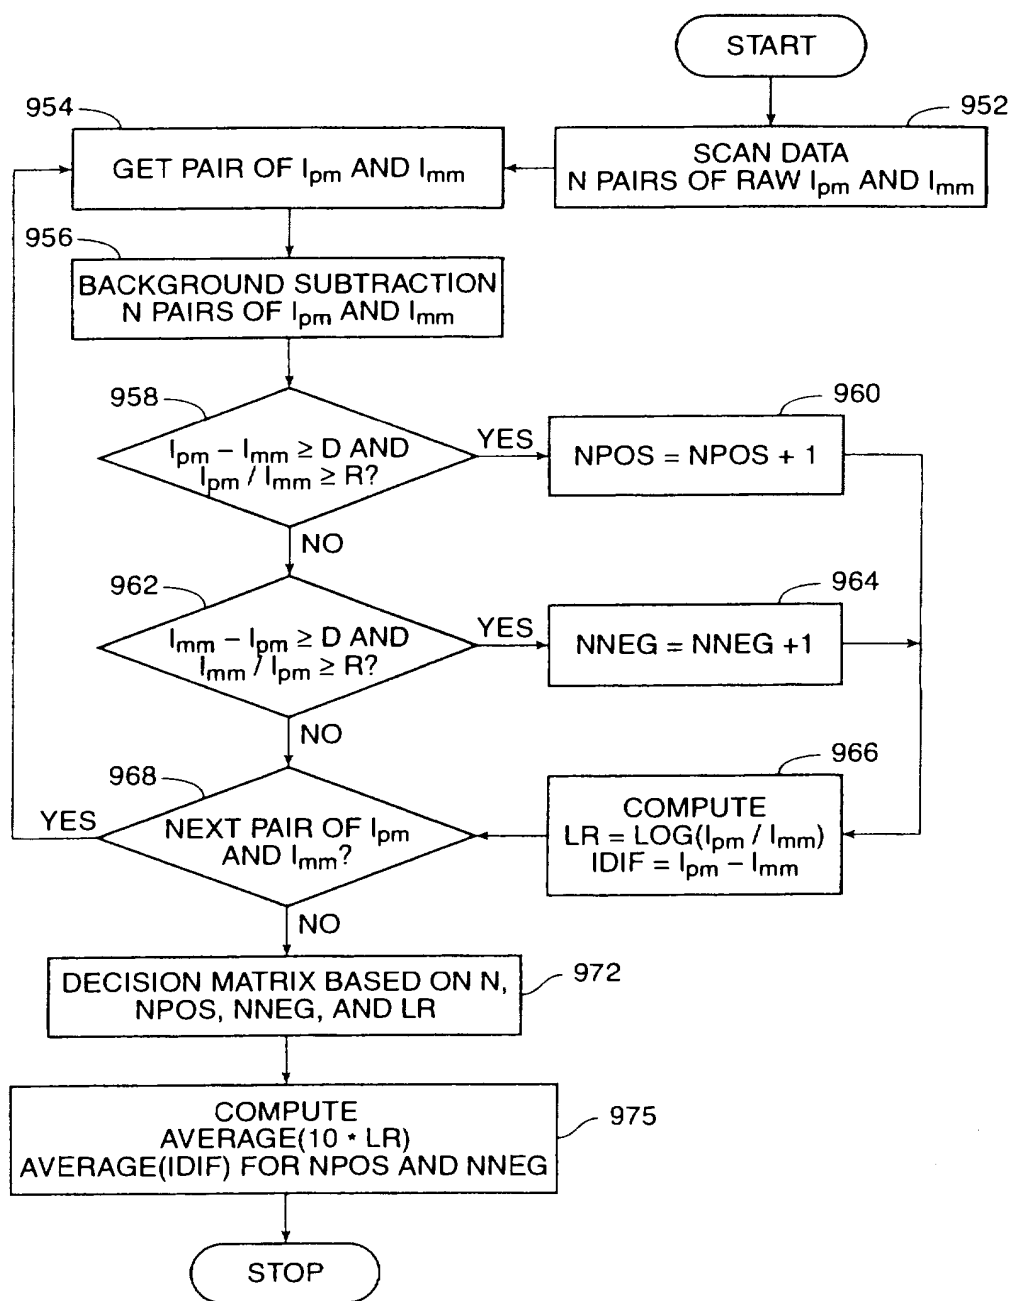 START
952
SCAN DATA
N PAIRS OF RAW Ipm AND Imm
954
GET PAIR OF Ipm AND Imm
956
BACKGROUND SUBTRACTION
N PAIRS OF Ipm AND Imm
958
Ipm – Imm ≥ D AND
Ipm / Imm ≥ R?
YES
NO
960
NPOS = NPOS + 1
962
Imm – Ipm ≥ D AND
Imm / Ipm ≥ R?
YES
NO
964
NNEG = NNEG +1
966
COMPUTE
LR = LOG(Ipm / Imm)
IDIF = Ipm – Imm
968
NEXT PAIR OF Ipm
AND Imm?
YES
NO
972
DECISION MATRIX BASED ON N,
NPOS, NNEG, AND LR
975
COMPUTE
AVERAGE(10 * LR)
AVERAGE(IDIF) FOR NPOS AND NNEG
STOP